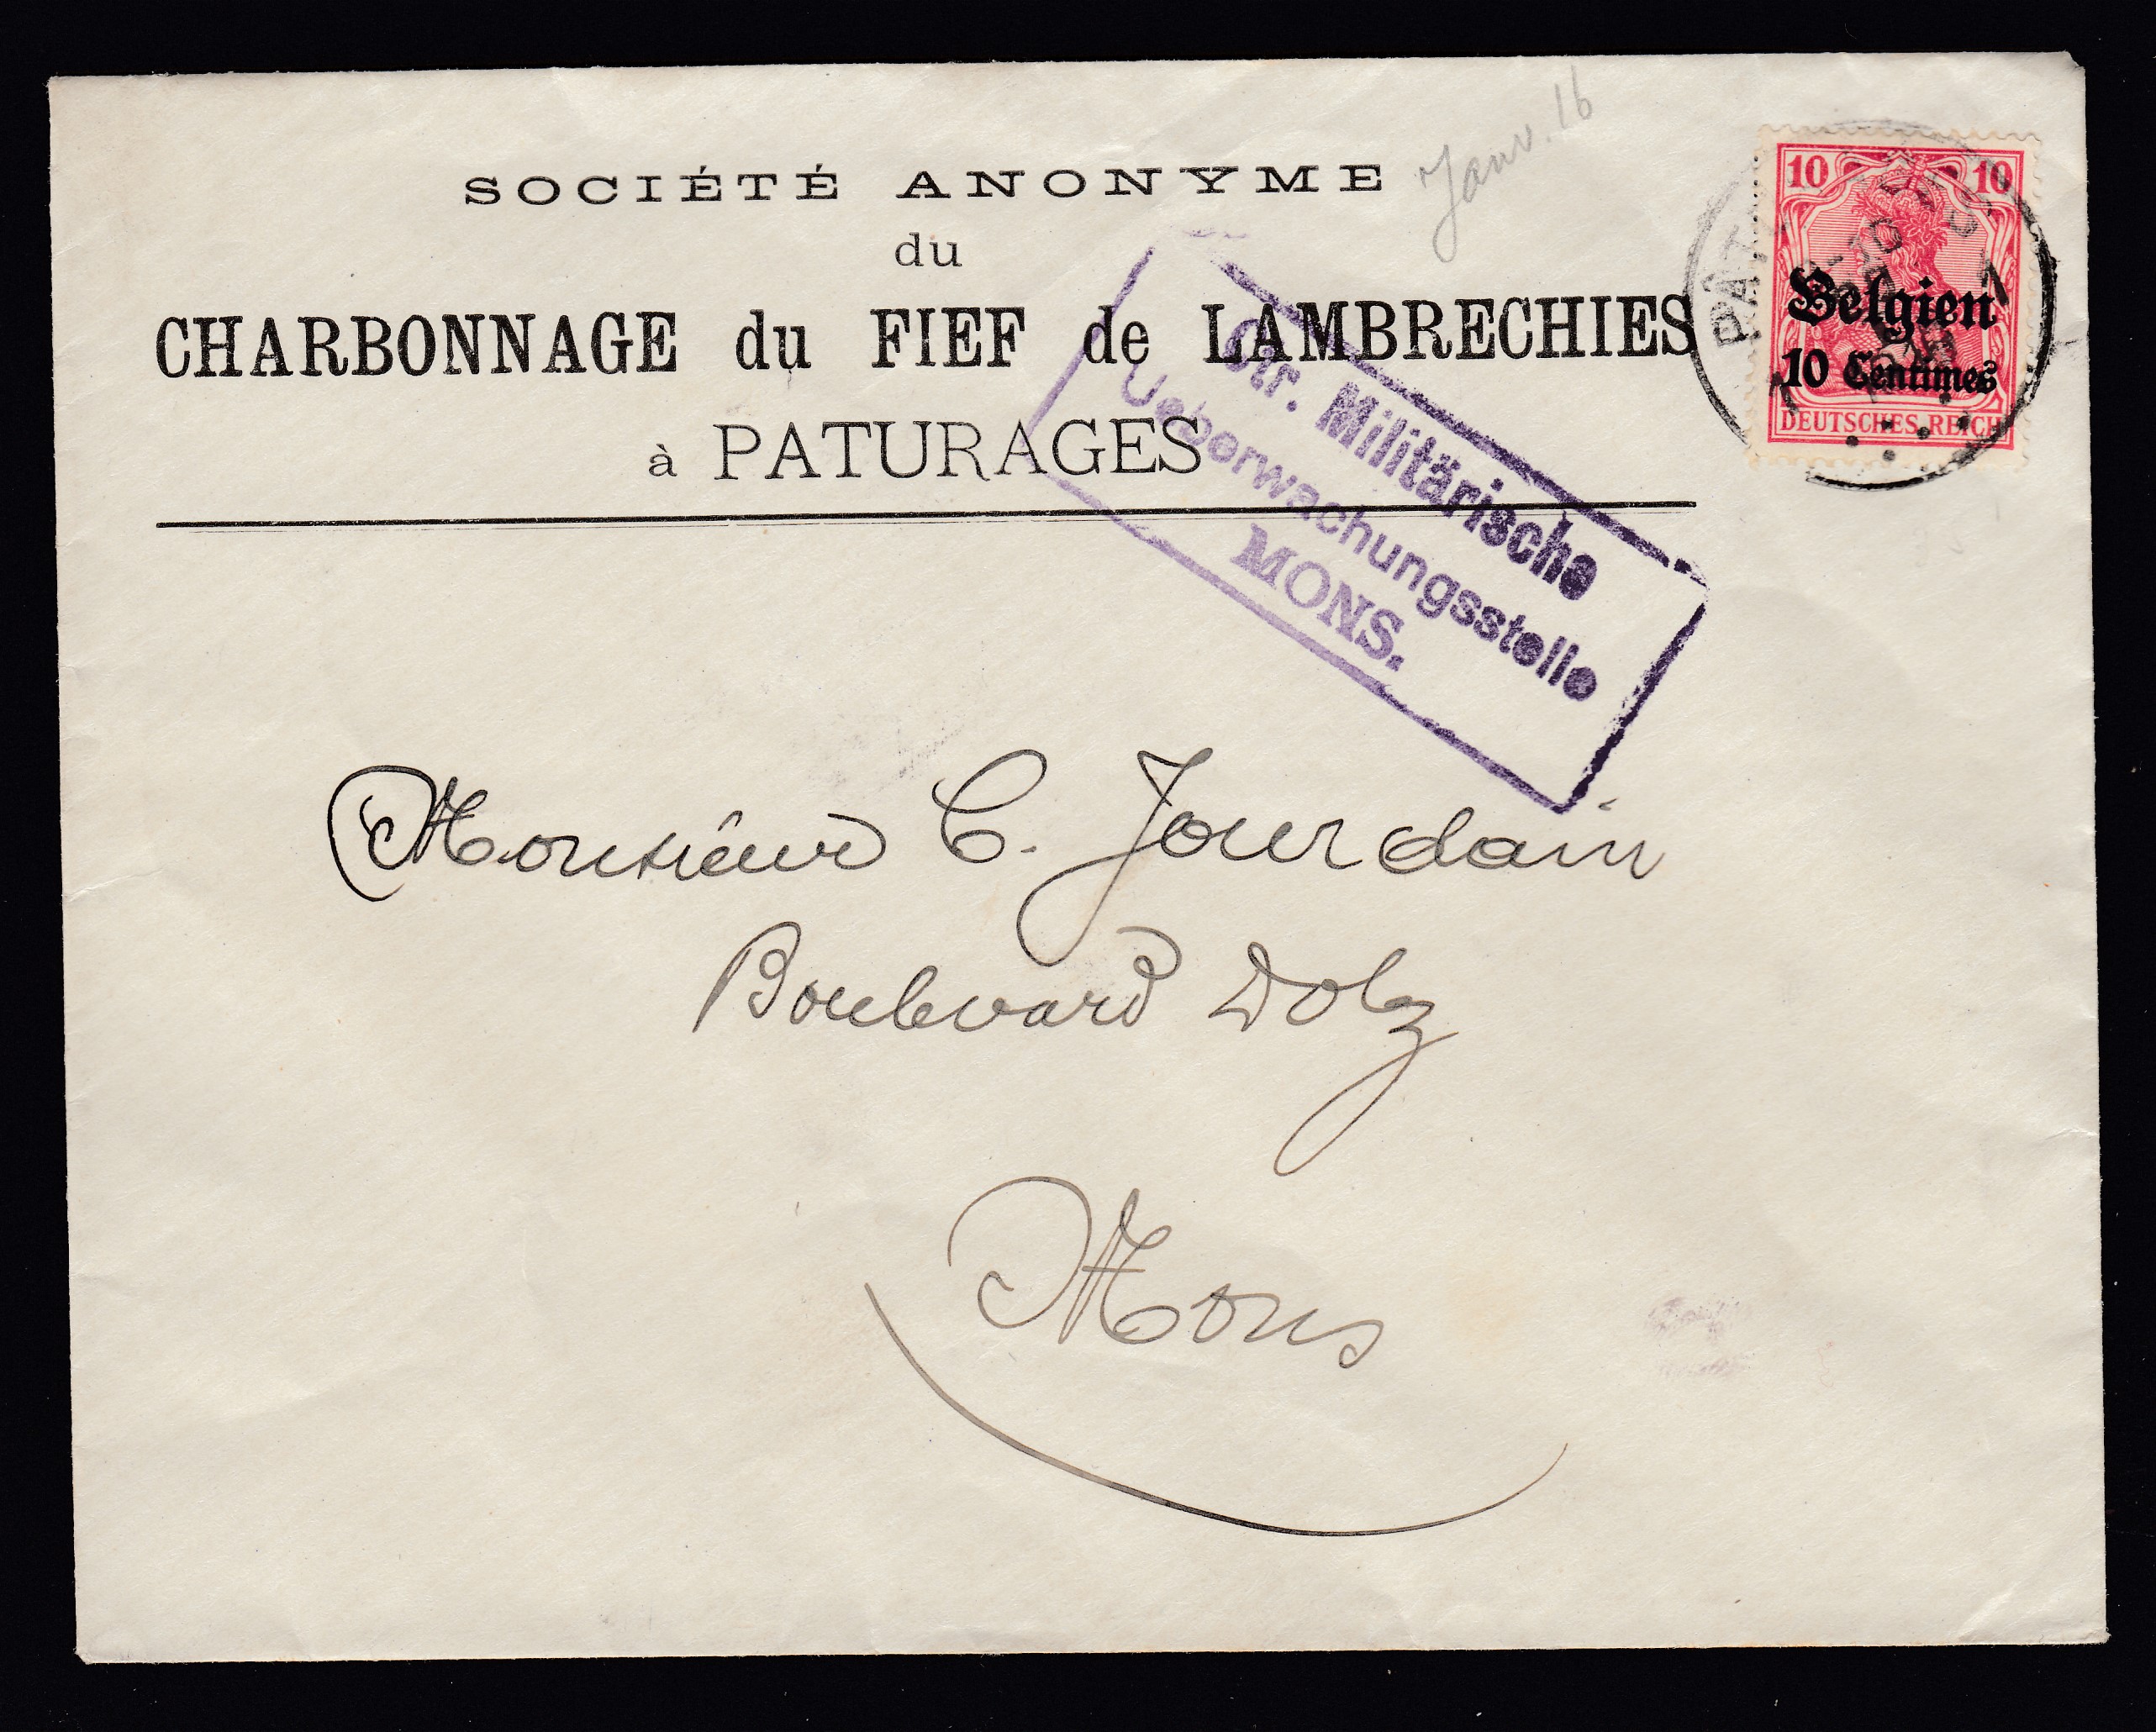 SOCIÉTÉ ANONYME
du
CHARBONNAGE du FIEF de LAMBRECHIES
à PATURAGES
Janv. 16
10 10
Belgien
10 Centimes
DEUTSCHES REICH
Str. Militärische
Ueberwachungsstelle
MONS.
Monsieur C. Jourdain
Boulevard Dolez
Mons